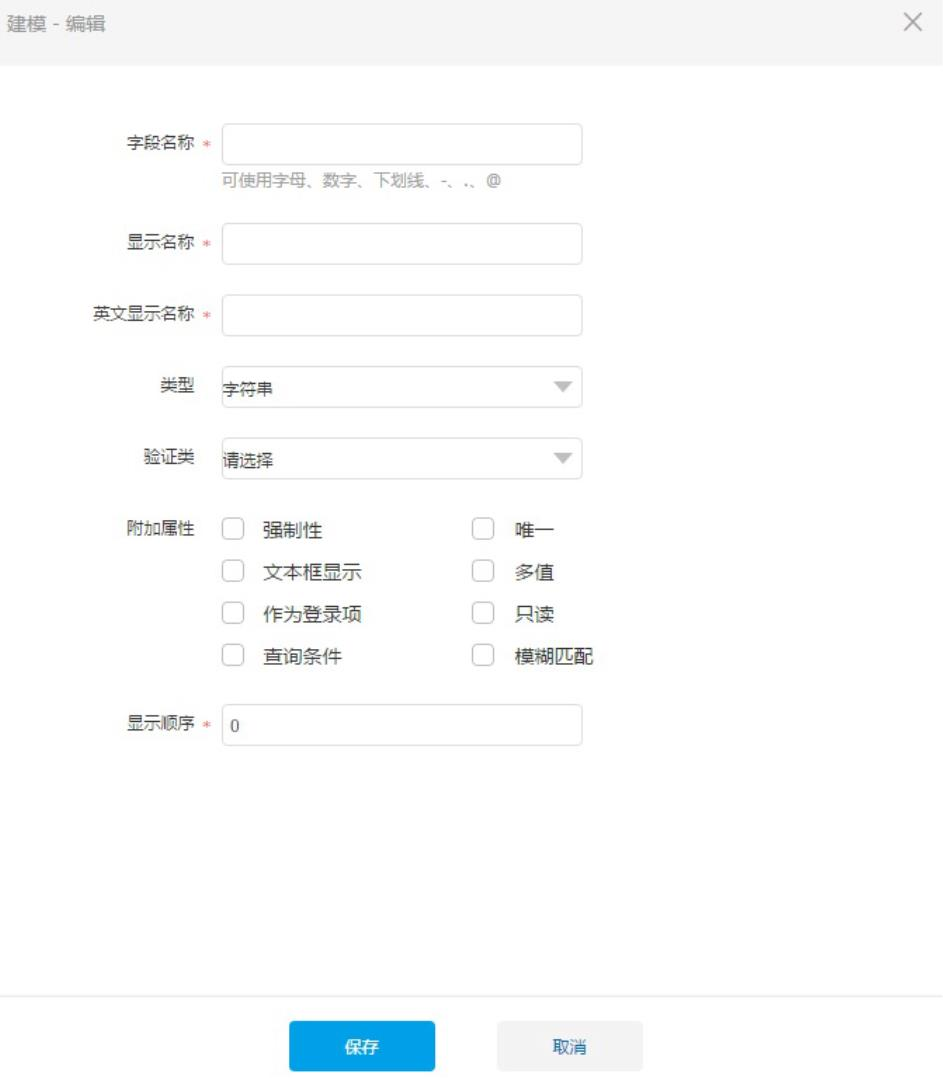 建模 - 编辑
字段名称 *
可使用字母、数字、下划线、-、.、@
显示名称 *
英文显示名称 *
类型 字符串
验证类 请选择
附加属性 强制性 唯一
文本框显示 多值
作为登录项 只读
查询条件 模糊匹配
显示顺序 * 0
保存 取消